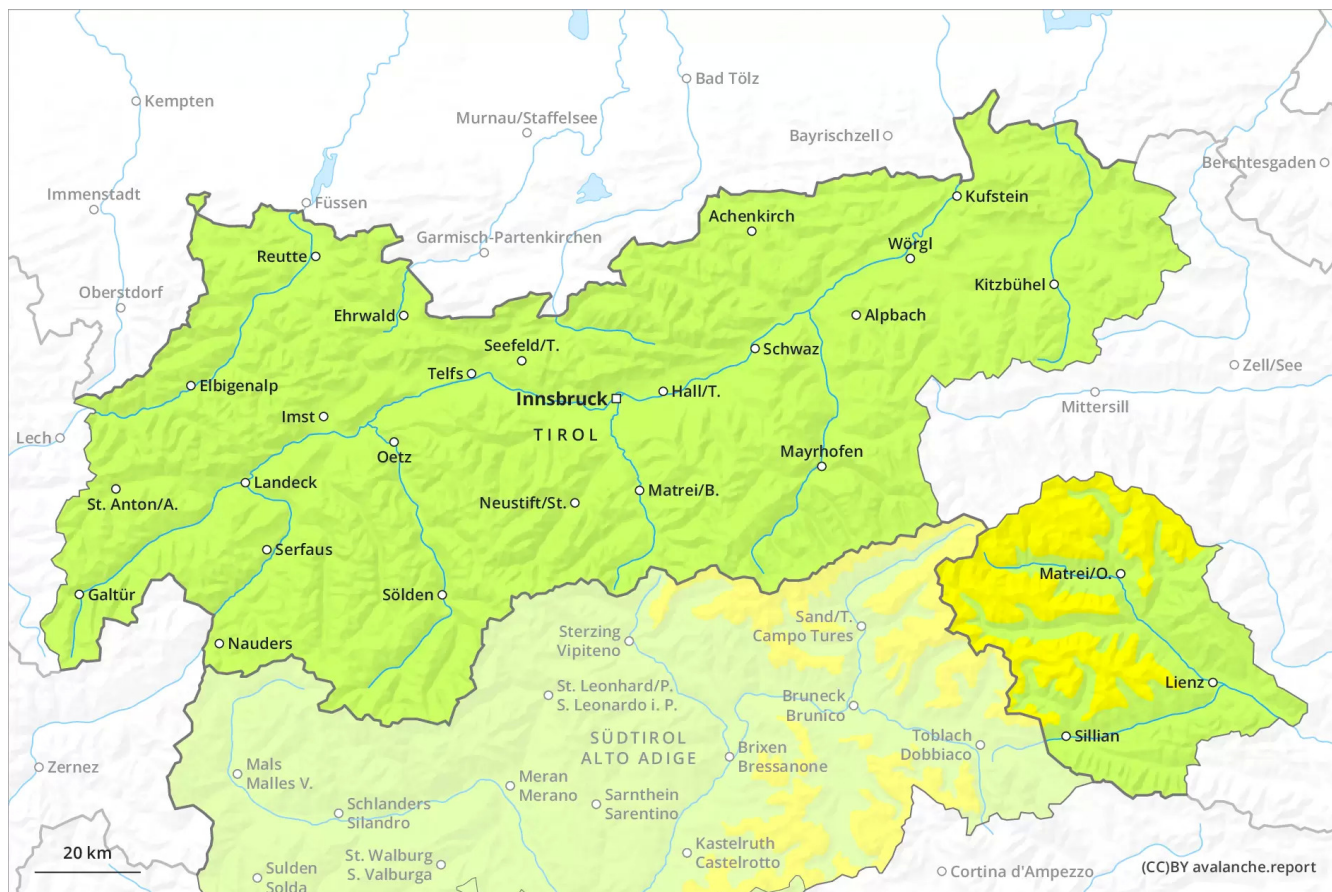 Kempten
Bad Tölz
Murnau/Staffelsee
Bayrischzell
Berchtesgaden
Immenstadt
Füssen
Kufstein
Achenkirch
Garmisch-Partenkirchen
Wörgl
Reutte
Kitzbühel
Oberstdorf
Ehrwald
Alpbach
Seefeld/T.
Schwaz
Zell/See
Telfs
Elbigenalp
Hall/T.
Innsbruck
Mittersill
Imst
Lech
TIROL
Oetz
Mayrhofen
Landeck
St. Anton/A.
Neustift/St.
Matrei/B.
Serfaus
Matrei/O.
Galtür
Sölden
Sand/T.
Campo Tures
Sterzing
Vipiteno
Nauders
St. Leonhard/P.
S. Leonardo i. P.
Bruneck
Brunico
Lienz
SÜDTIROL
ALTO ADIGE
Toblach
Dobbiaco
Sillian
Brixen
Bressanone
Zernez
Mals
Malles V.
Meran
Merano
Sarnthein
Sarentino
Schlanders
Silandro
Kastelruth
Castelrotto
20 km
St. Walburg
S. Valburga
Sulden
Solda
Cortina d'Ampezzo
(CC)BY avalanche.report